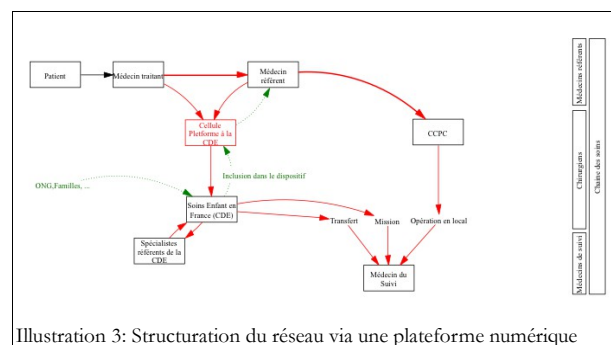 Patient
Médecin traitant
Médecin
référent
Cellule
Pletforme à la
CDE
CCPC
ONG,Familles, ...
Inclusion dans le dispositif
Soins Enfant en
France (CDE)
Transfert
Mission
Opération en local
Spécialistes
référents de la
CDE
Médecin du
Suivi
Médecins référents
Chirurgiens
Médecins de suivi
Chaine des soins
Illustration 3: Structuration du réseau via une plateforme numérique